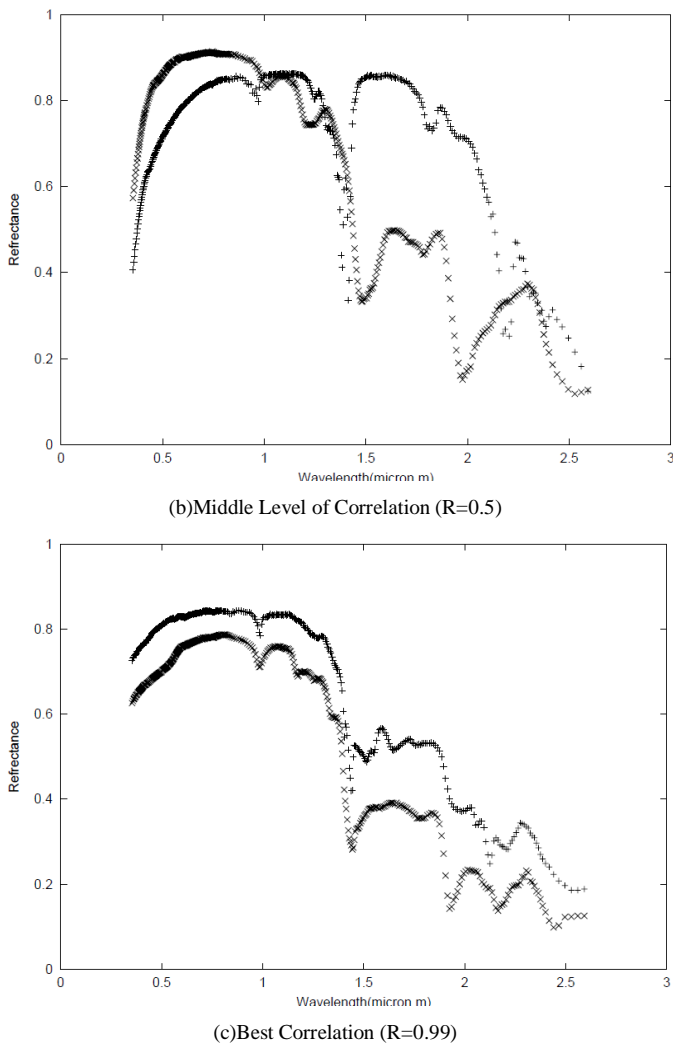 1
0.8
0.6
0.4
0.2
0
Refrectance
0 0.5 1 1.5 2 2.5 3
Wavelength(micron m)
(b)Middle Level of Correlation (R=0.5)
1
0.8
0.6
0.4
0.2
0
Refrectance
0 0.5 1 1.5 2 2.5 3
Wavelength(micron m)
(c)Best Correlation (R=0.99)